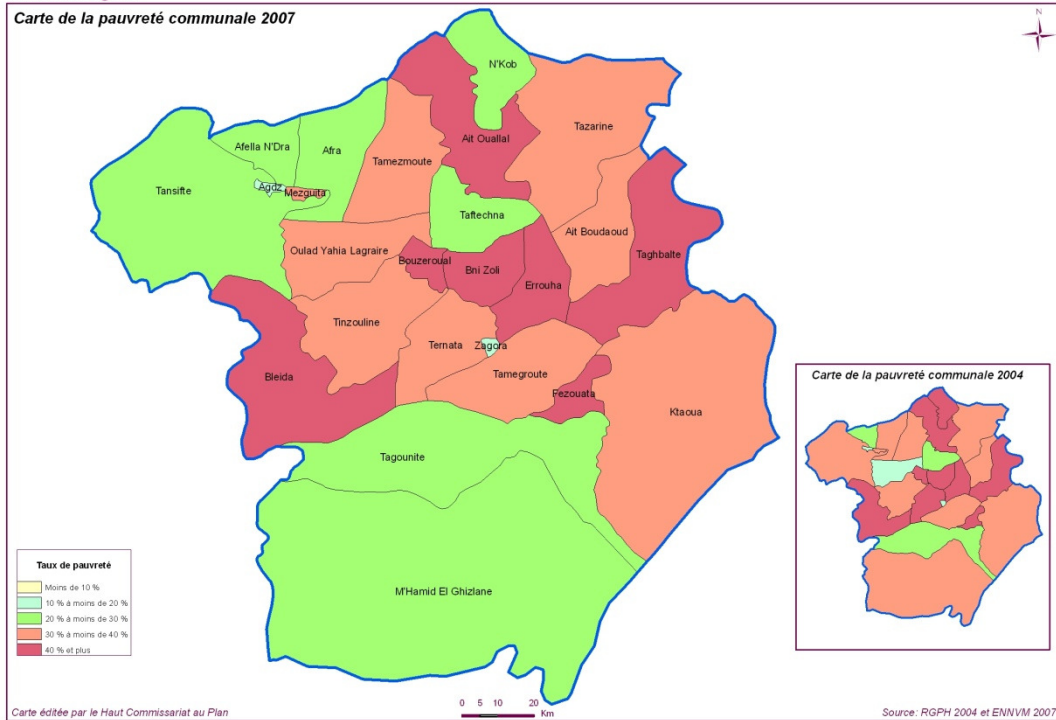 Carte de la pauvreté communale 2007
N
N'Kob
Tazarine
Ait Ouallal
Afella N'Dra
Afra
Tamezmoute
Tansifte
Agdz
Mezguita
Taftechna
Ait Boudaoud
Oulad Yahia Lagraire
Taghbalte
Bouzeroual
Bni Zoli
Errouha
Tinzouline
Ternata
Zagora
Bleida
Tamegroute
Fezouata
Ktaoua
Carte de la pauvreté communale 2004
Tagounite
M'Hamid El Ghizlane
Taux de pauvreté
Moins de 10 %
10 % à moins de 20 %
20 % à moins de 30 %
30 % à moins de 40 %
40 % et plus
0 5 10 20
Km
Carte éditée par le Haut Commissariat au Plan
Source: RGPH 2004 et ENNVM 2007